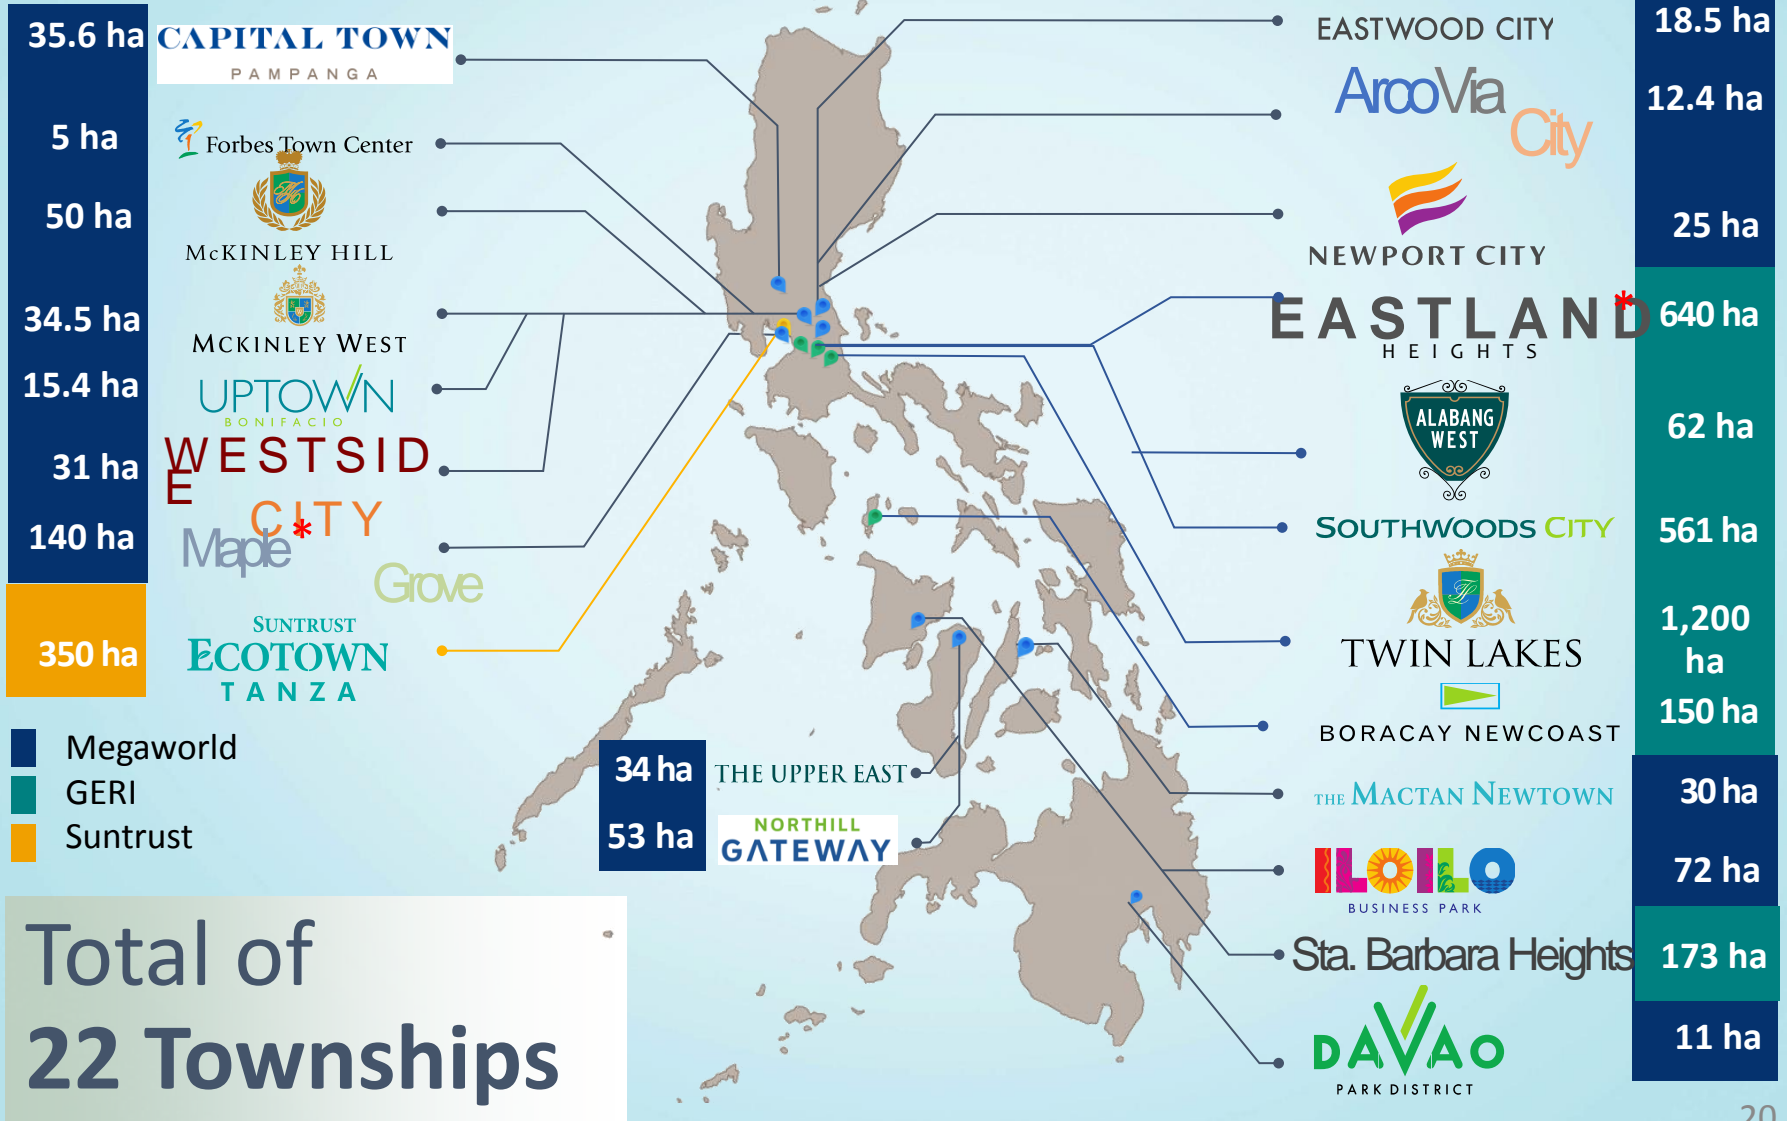 35.6 ha
CAPITAL TOWN
PAMPANGA
5 ha
Forbes Town Center
50 ha
McKINLEY HILL
34.5 ha
MCKINLEY WEST
15.4 ha
UPTOWN
BONIFACIO
31 ha
WESTSID
E
CITY
140 ha
Maple*
Grove
350 ha
SUNTRUST
ECOTOWN
TANZA
Megaworld
GERI
Suntrust
34 ha
THE UPPER EAST
53 ha
NORTHILL
GATEWAY
Total of
22 Townships
EASTWOOD CITY
18.5 ha
ArcoVia
City
12.4 ha
NEWPORT CITY
25 ha
EASTLAND*
HEIGHTS
640 ha
ALABANG
WEST
62 ha
SOUTHWOODS CITY
561 ha
TL
TWIN LAKES
1,200
ha
BORACAY NEWCOAST
150 ha
THE MACTAN NEWTOWN
30 ha
ILOILO
BUSINESS PARK
72 ha
Sta. Barbara Heights
173 ha
DAVAO
PARK DISTRICT
11 ha
20